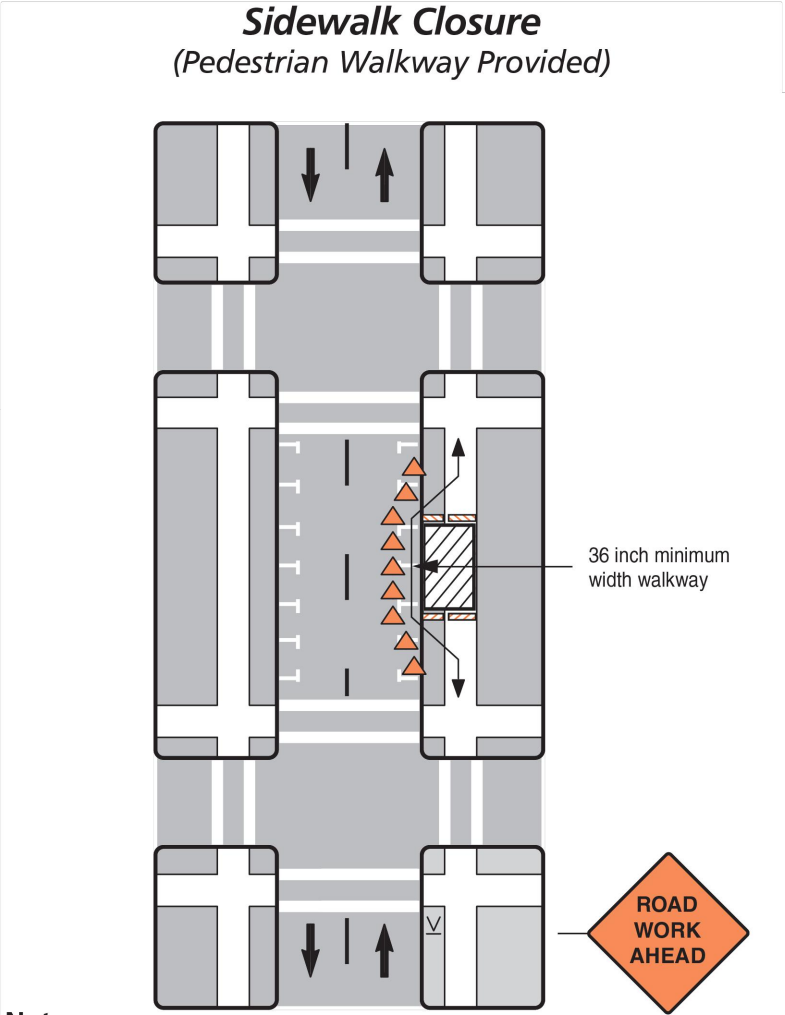 Sidewalk Closure
(Pedestrian Walkway Provided)
36 inch minimum
width walkway
ROAD
WORK
AHEAD